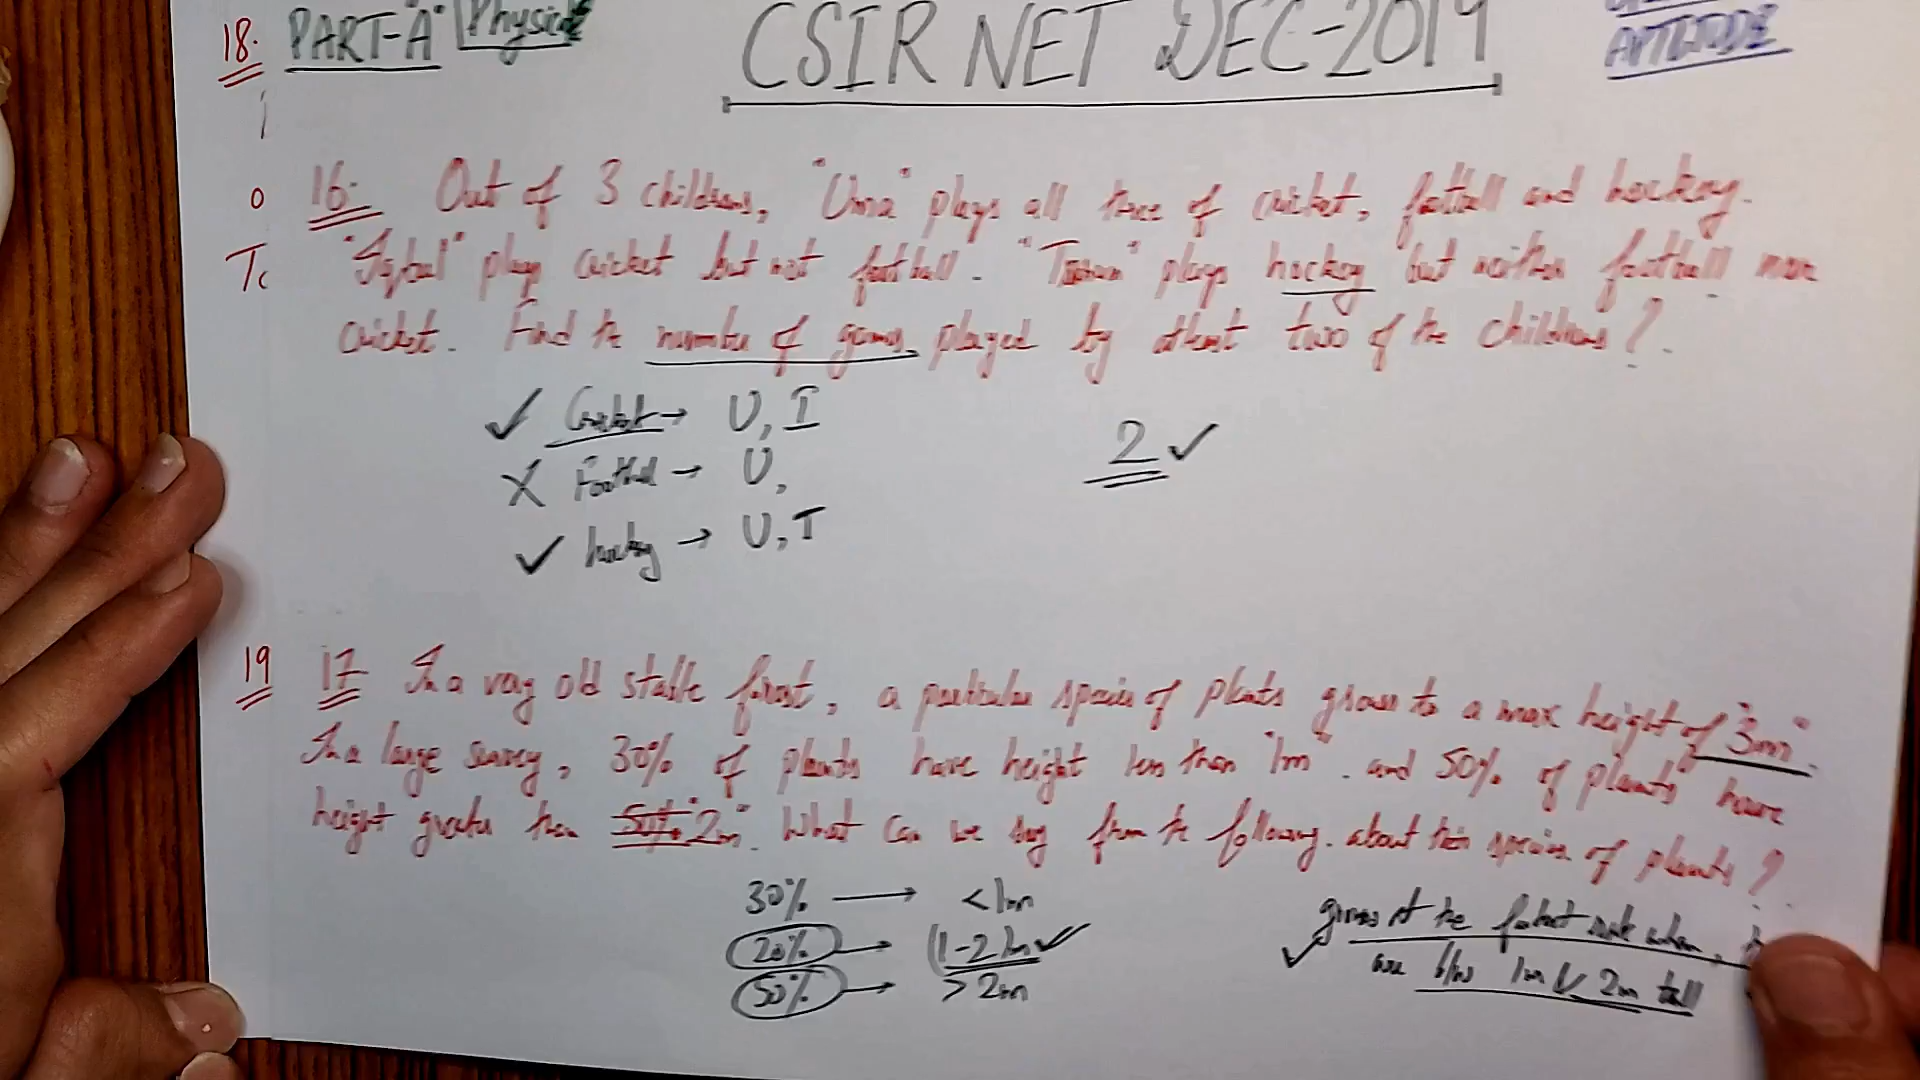 18. PART-"A" Physics
CSIR NET DEC-2019
APTITUDE
16. Out of 3 childrens, "Uma" plays all three of cricket, football and hockey.
"Iqbal" plays cricket but not football. "Tarun" plays hockey but neither football nor
cricket. Find the number of games played by atleast two of the childrens?
✓ Cricket → U, I
X Football → U,
✓ hockey → U, T
2 ✓
19 17 In a very old stable forest, a particular species of plants grows to a max height of "3m".
In a large survey, 30% of plants have height less than "1m". and 50% of plants have
height greater than "2m". What can we say from the following. about this species of plants?
30% → <1m
20% → (1-2)m ✓
50% → >2m
✓ grows at the fastest rate when,
are b/w 1m & 2m tall